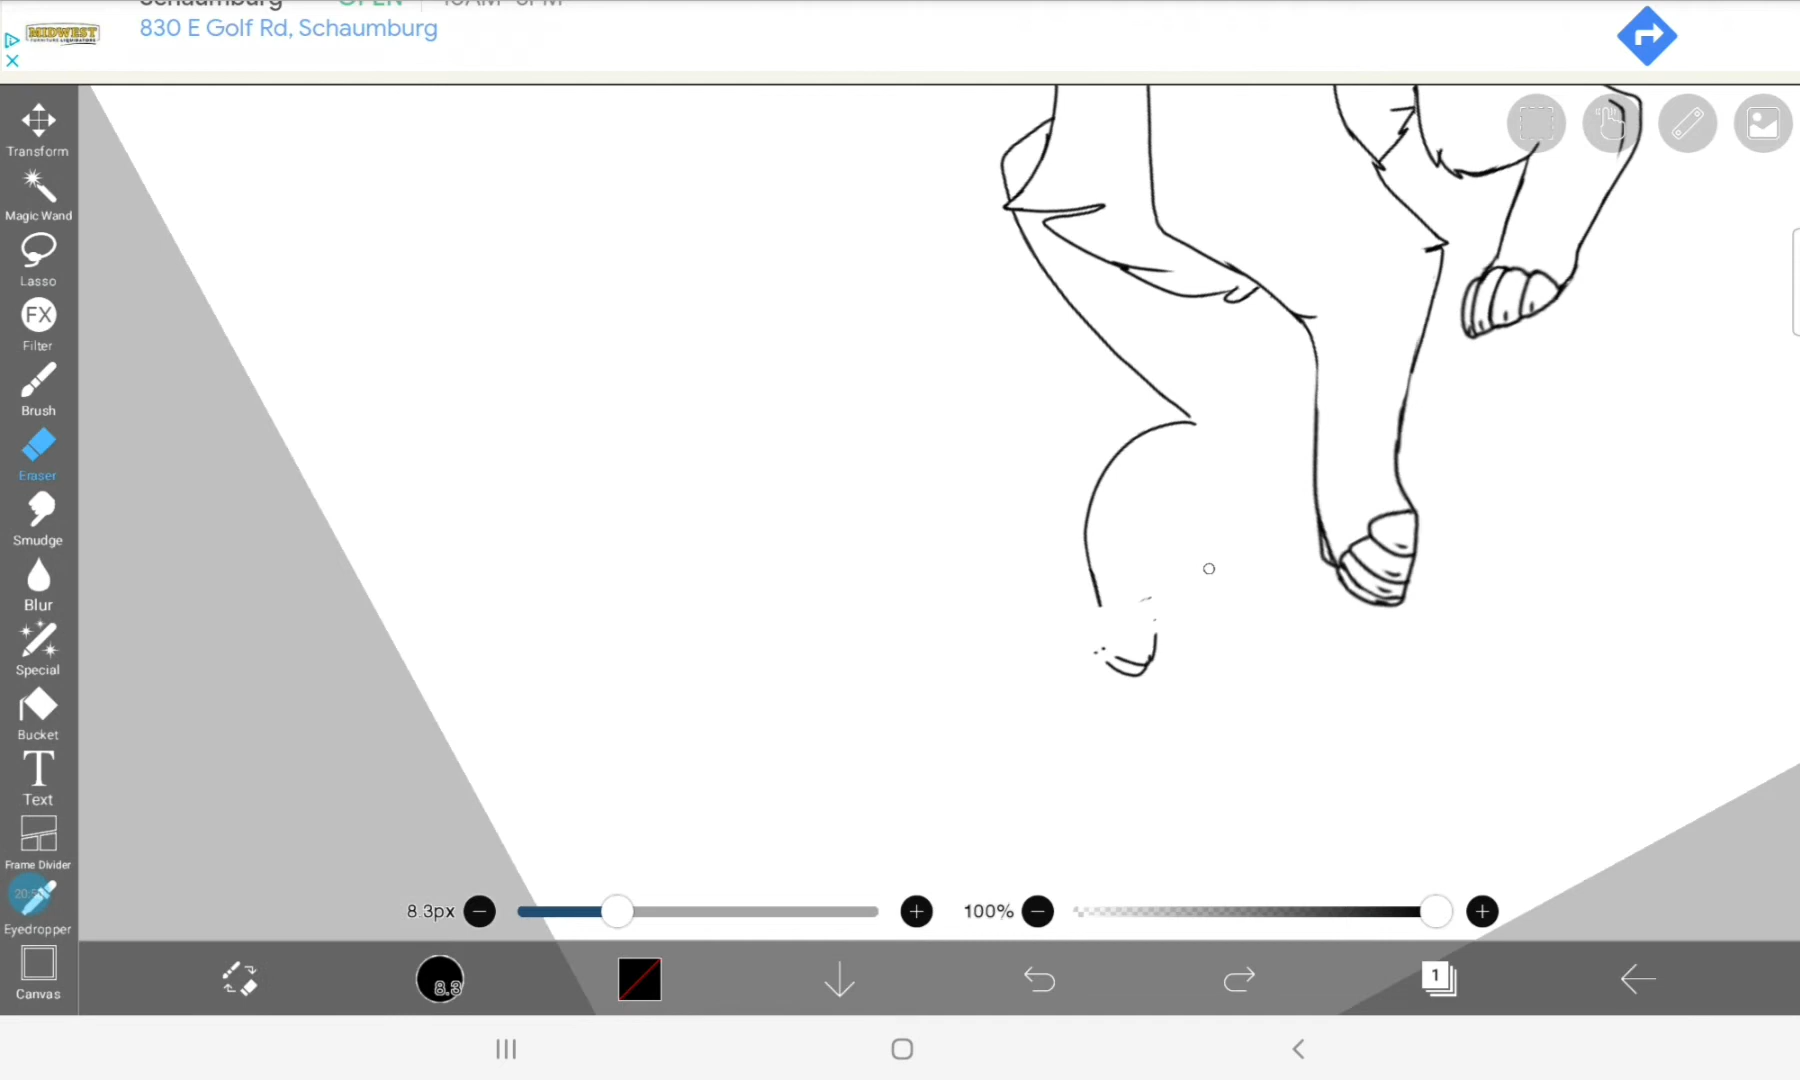 MIDWEST
830 E Golf Rd, Schaumburg
Transform
Magic Wand
Lasso
FX
Filter
Brush
Eraser
Smudge
Blur
Special
Bucket
T
Text
Frame Divider
Eyedropper
Canvas
8.3px
100%
8.3
1